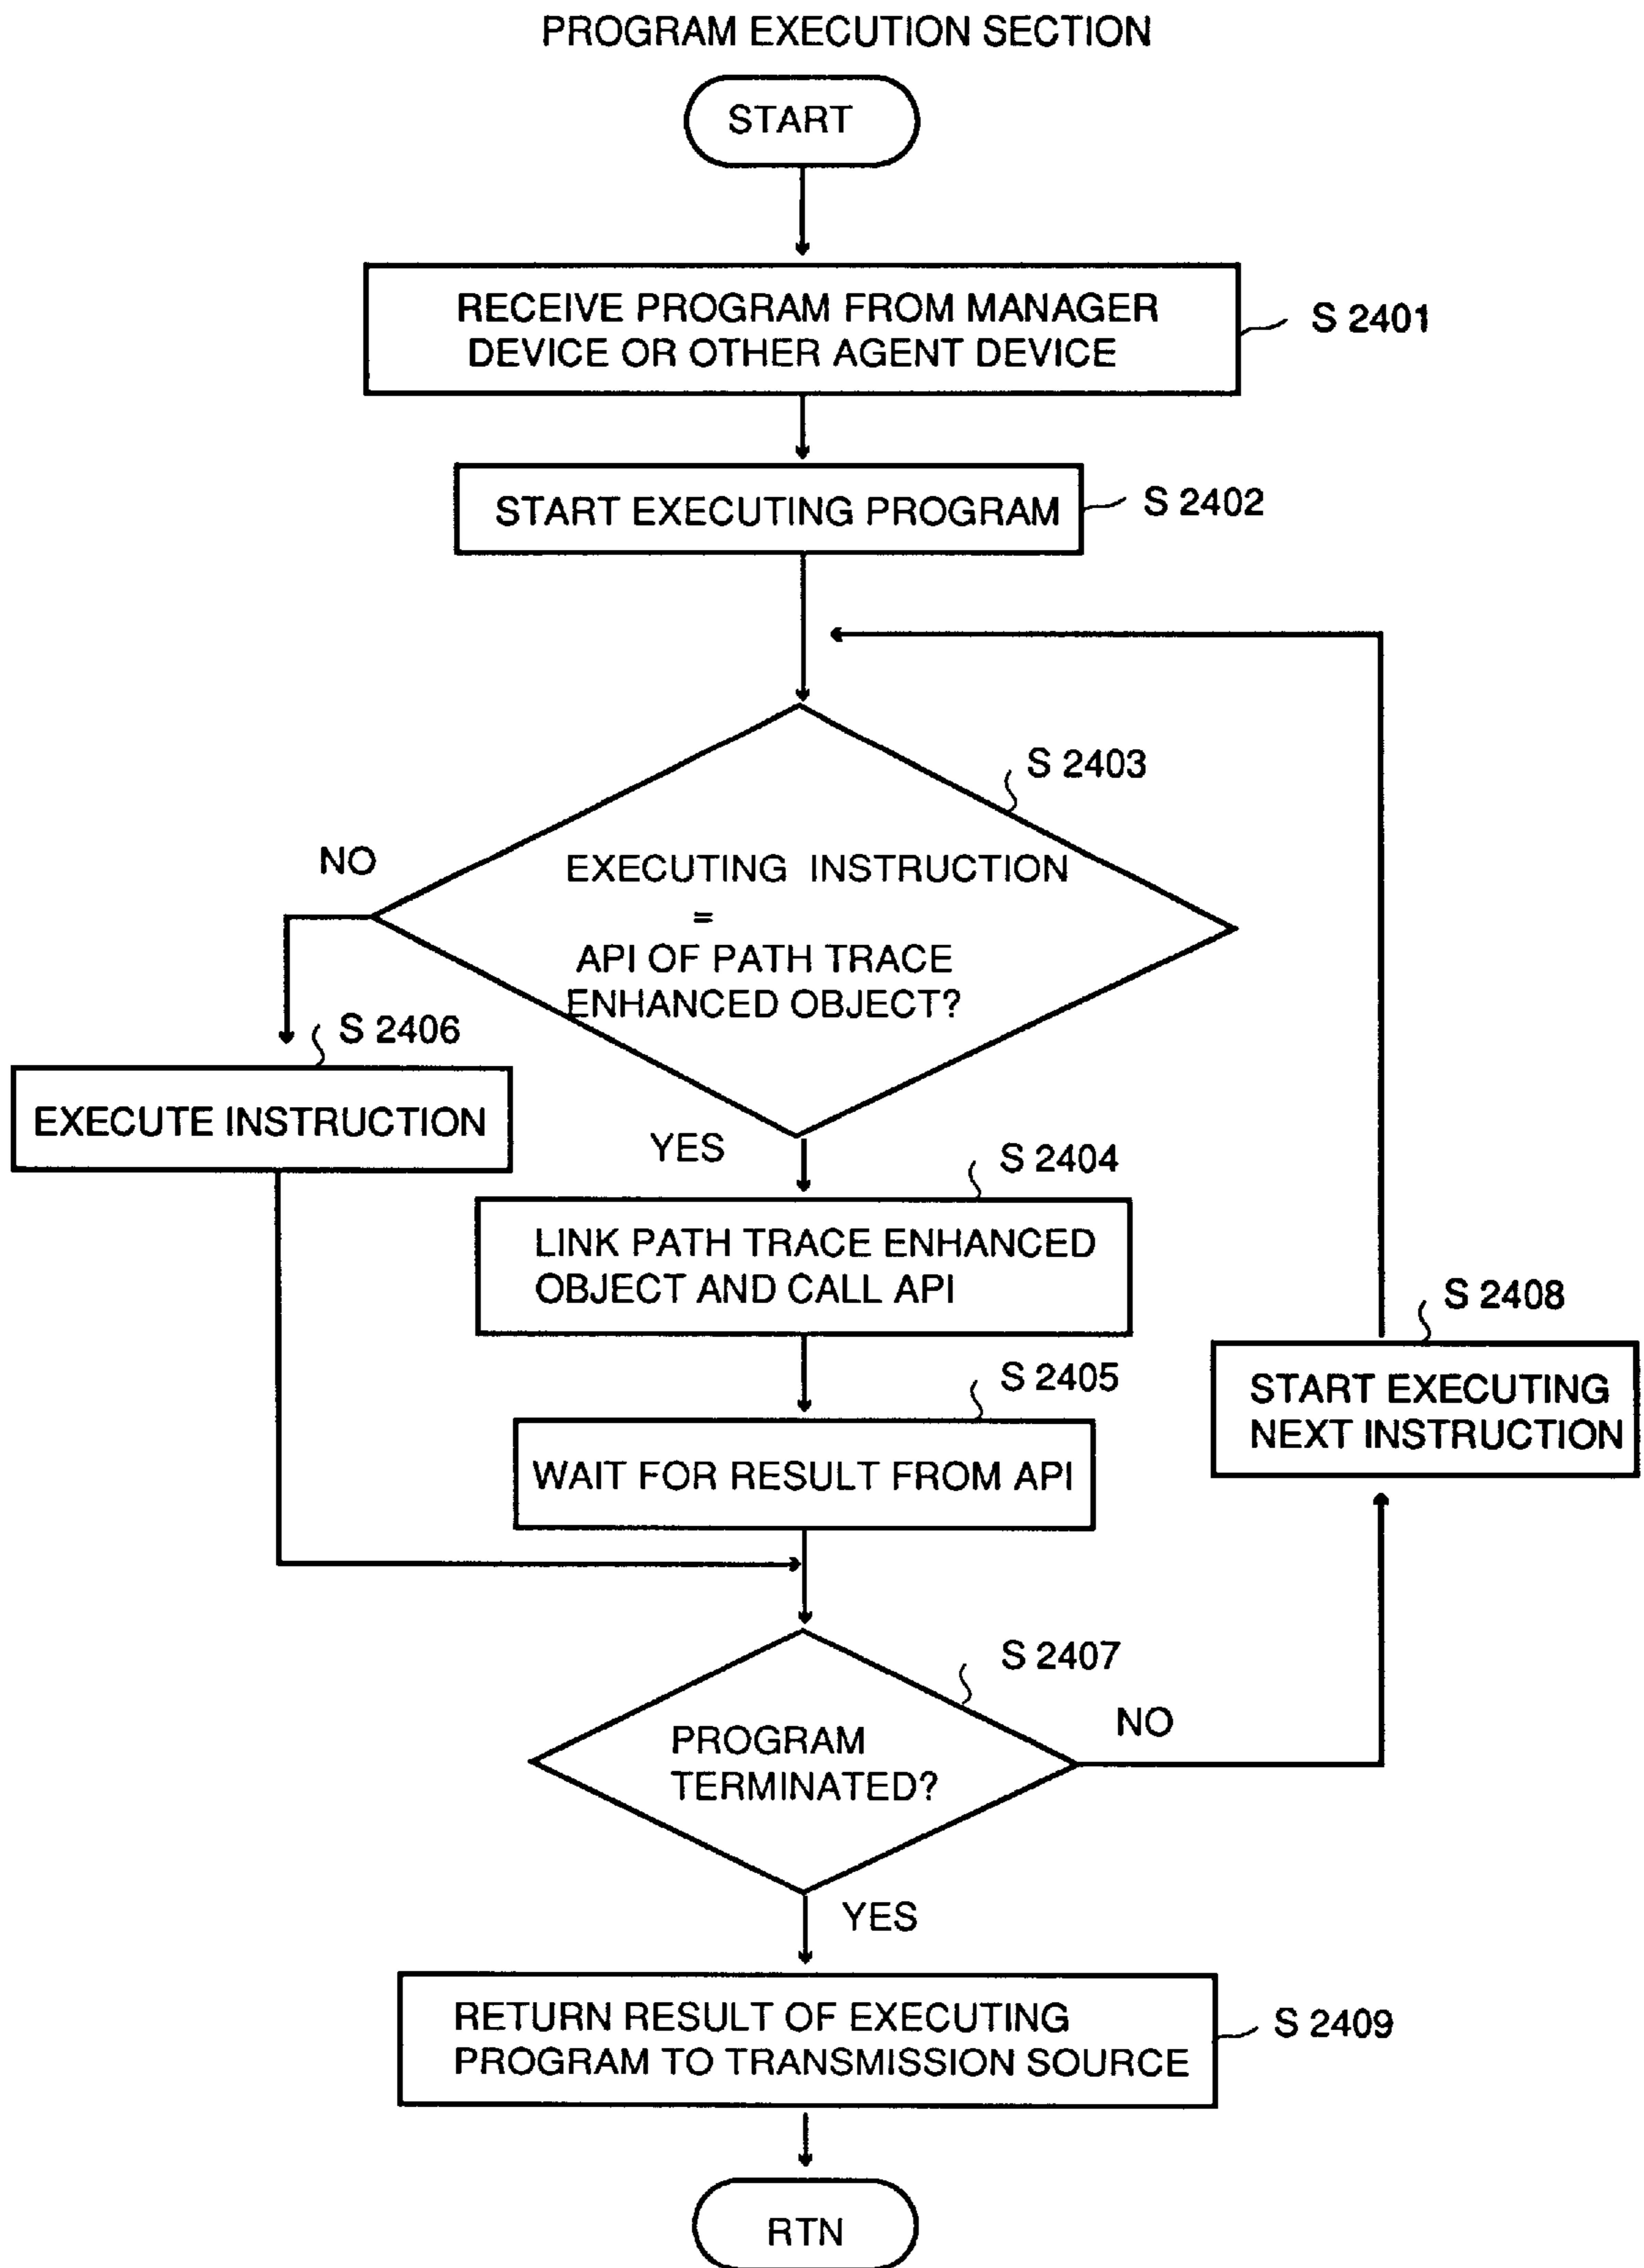 PROGRAM EXECUTION SECTION
START
RECEIVE PROGRAM FROM MANAGER
DEVICE OR OTHER AGENT DEVICE
S 2401
START EXECUTING PROGRAM
S 2402
S 2403
NO
EXECUTING INSTRUCTION
=
API OF PATH TRACE
ENHANCED OBJECT?
S 2406
EXECUTE INSTRUCTION
YES
S 2404
LINK PATH TRACE ENHANCED
OBJECT AND CALL API
S 2408
START EXECUTING
NEXT INSTRUCTION
S 2405
WAIT FOR RESULT FROM API
S 2407
NO
PROGRAM
TERMINATED?
YES
RETURN RESULT OF EXECUTING
PROGRAM TO TRANSMISSION SOURCE
S 2409
RTN